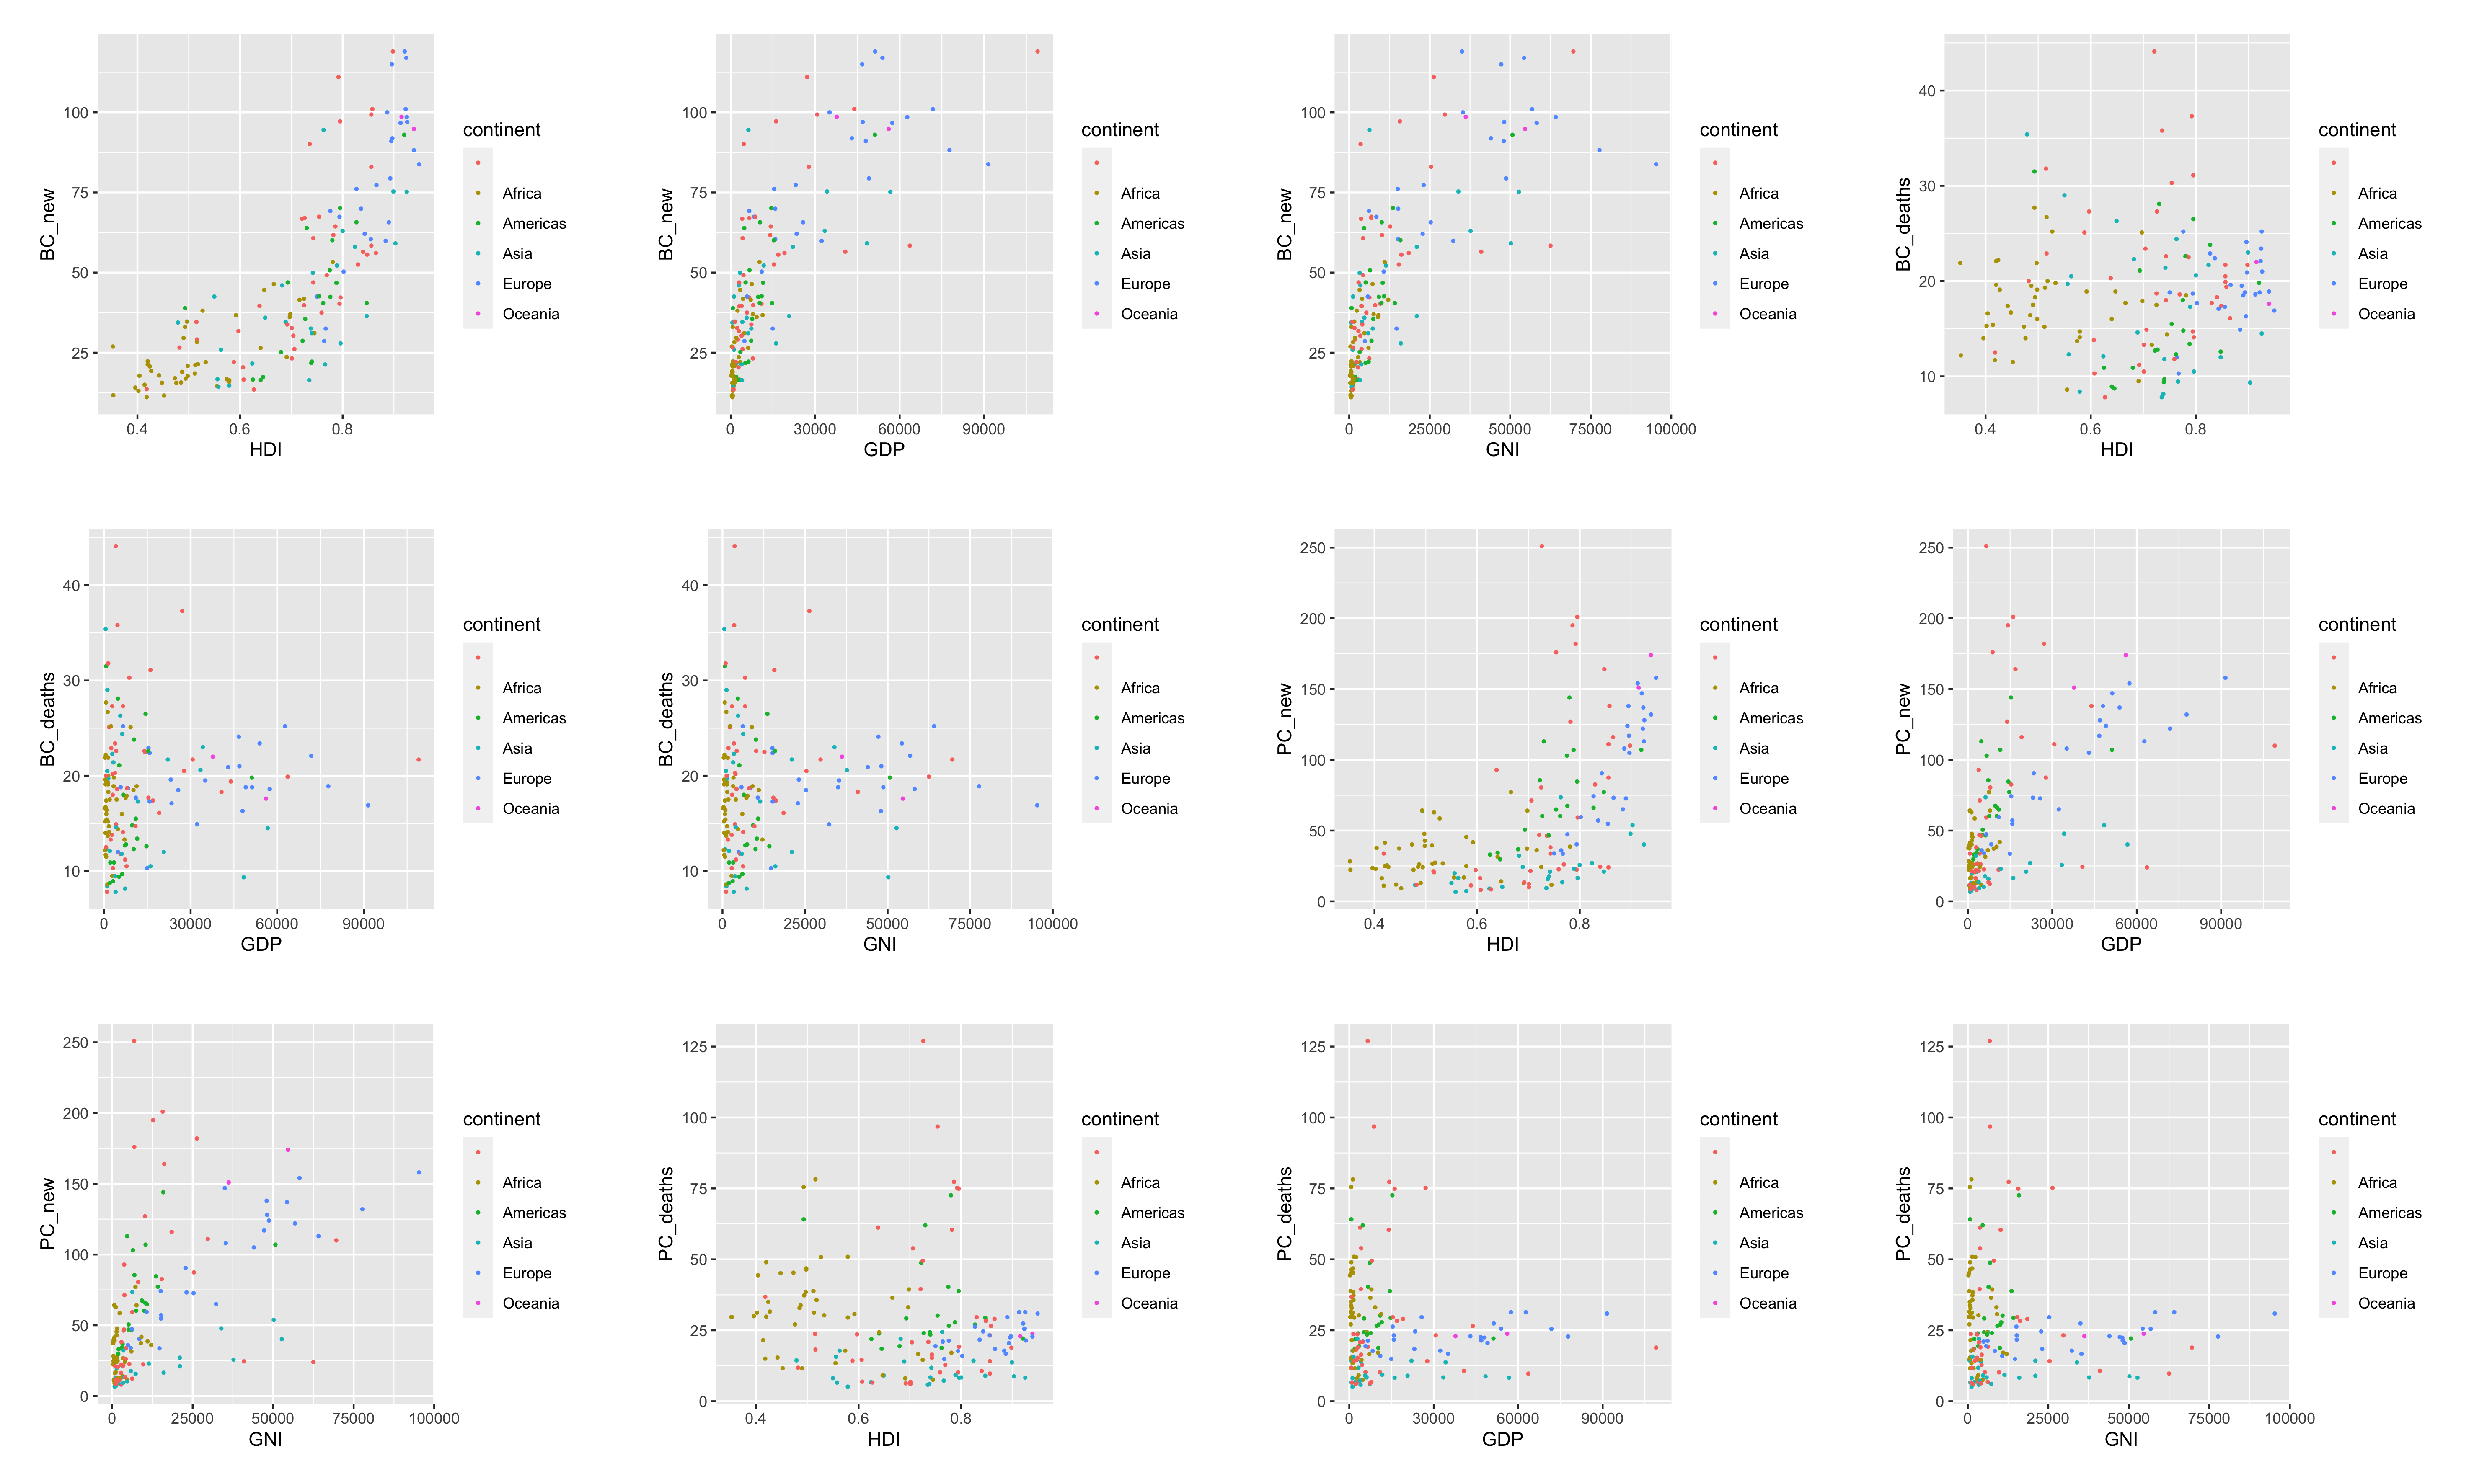 BC_new
100
75
50
25
0.4 0.6 0.8
HDI
continent
Africa
Americas
Asia
Europe
Oceania
BC_new
100
75
50
25
0 30000 60000 90000
GDP
continent
Africa
Americas
Asia
Europe
Oceania
BC_new
100
75
50
25
0 25000 50000 75000 100000
GNI
continent
Africa
Americas
Asia
Europe
Oceania
BC_deaths
40
30
20
10
0.4 0.6 0.8
HDI
continent
Africa
Americas
Asia
Europe
Oceania
BC_deaths
40
30
20
10
0 30000 60000 90000
GDP
continent
Africa
Americas
Asia
Europe
Oceania
BC_deaths
40
30
20
10
0 25000 50000 75000 100000
GNI
continent
Africa
Americas
Asia
Europe
Oceania
PC_new
250
200
150
100
50
0
0.4 0.6 0.8
HDI
continent
Africa
Americas
Asia
Europe
Oceania
PC_new
250
200
150
100
50
0
0 30000 60000 90000
GDP
continent
Africa
Americas
Asia
Europe
Oceania
PC_new
250
200
150
100
50
0
0 25000 50000 75000 100000
GNI
continent
Africa
Americas
Asia
Europe
Oceania
PC_deaths
125
100
75
50
25
0
0.4 0.6 0.8
HDI
continent
Africa
Americas
Asia
Europe
Oceania
PC_deaths
125
100
75
50
25
0
0 30000 60000 90000
GDP
continent
Africa
Americas
Asia
Europe
Oceania
PC_deaths
125
100
75
50
25
0
0 25000 50000 75000 100000
GNI
continent
Africa
Americas
Asia
Europe
Oceania